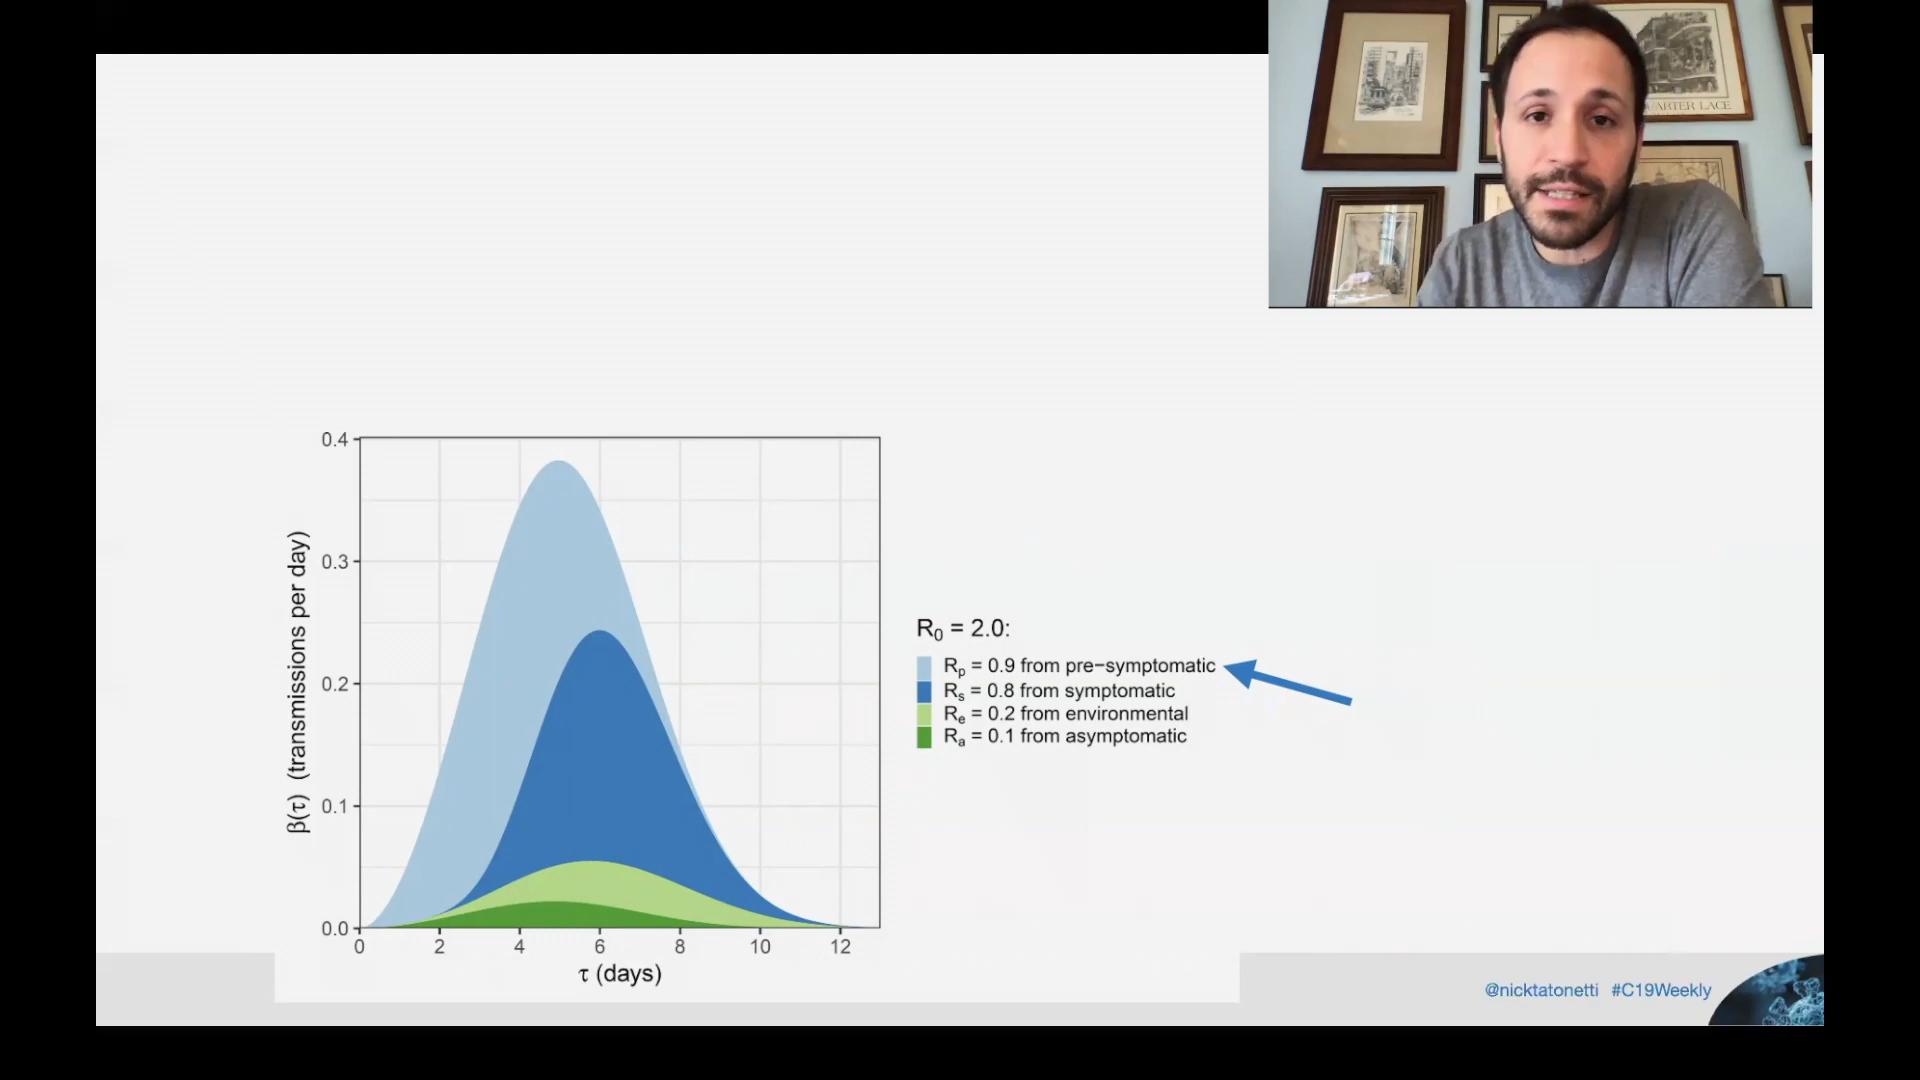 QUARTER LACE
0.4
0.3
0.2
0.1
0.0
β(τ) (transmissions per day)
0 2 4 6 8 10 12
τ (days)
R₀ = 2.0:
Rₚ = 0.9 from pre−symptomatic
Rₛ = 0.8 from symptomatic
Rₑ = 0.2 from environmental
Rₐ = 0.1 from asymptomatic
@nicktatonetti #C19Weekly